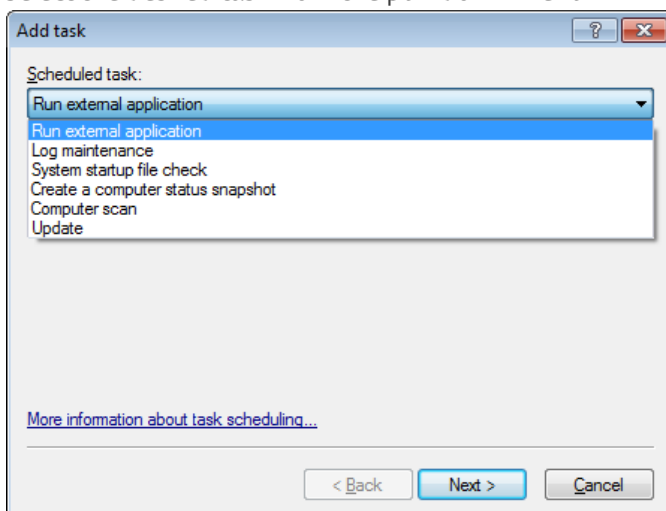 Add task
Scheduled task:
Run external application
Run external application
Log maintenance
System startup file check
Create a computer status snapshot
Computer scan
Update
More information about task scheduling...
< Back
Next >
Cancel